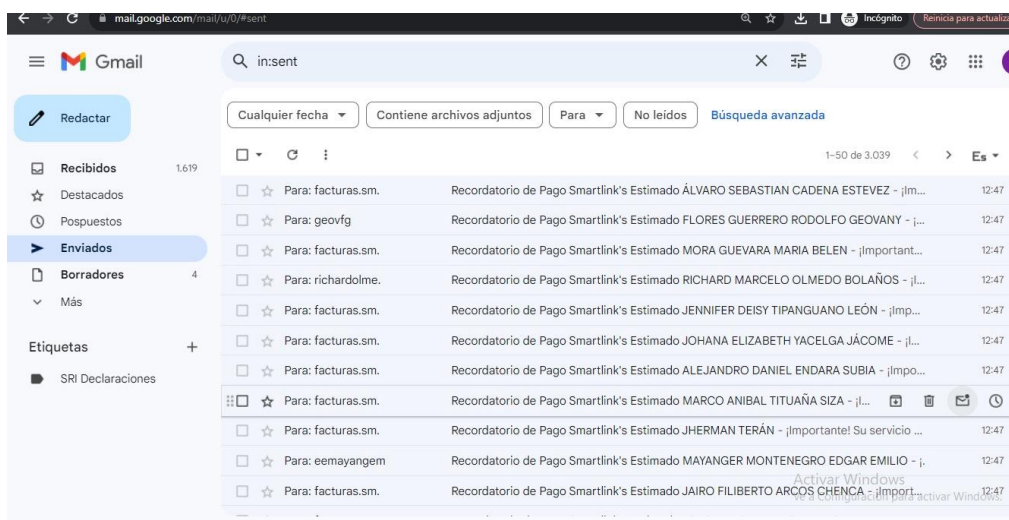 mail.google.com/mail/u/0/#sent
Incógnito
Reinicia para actualiza
Gmail
in:sent
Redactar
Cualquier fecha
Contiene archivos adjuntos
Para
No leídos
Búsqueda avanzada
1–50 de 3.039
Es
Recibidos 1.619
Destacados
Pospuestos
Enviados
Borradores 4
Más
Etiquetas
SRI Declaraciones
Para: facturas.sm. Recordatorio de Pago Smartlink's Estimado ÁLVARO SEBASTIAN CADENA ESTEVEZ - ¡Im... 12:47
Para: geovfg Recordatorio de Pago Smartlink's Estimado FLORES GUERRERO RODOLFO GEOVANY - ¡... 12:47
Para: facturas.sm. Recordatorio de Pago Smartlink's Estimado MORA GUEVARA MARIA BELEN - ¡Important... 12:47
Para: richardolme. Recordatorio de Pago Smartlink's Estimado RICHARD MARCELO OLMEDO BOLAÑOS - ¡I... 12:47
Para: facturas.sm. Recordatorio de Pago Smartlink's Estimado JENNIFER DEISY TIPANGUANO LEÓN - ¡Imp... 12:47
Para: facturas.sm. Recordatorio de Pago Smartlink's Estimado JOHANA ELIZABETH YACELGA JÁCOME - ¡I... 12:47
Para: facturas.sm. Recordatorio de Pago Smartlink's Estimado ALEJANDRO DANIEL ENDARA SUBIA - ¡Impo... 12:47
Para: facturas.sm. Recordatorio de Pago Smartlink's Estimado MARCO ANIBAL TITUAÑA SIZA - ¡I...
Para: facturas.sm. Recordatorio de Pago Smartlink's Estimado JHERMAN TERÁN - ¡Importante! Su servicio ... 12:47
Para: eemayangem Recordatorio de Pago Smartlink's Estimado MAYANGER MONTENEGRO EDGAR EMILIO - ¡. 12:47
Para: facturas.sm. Recordatorio de Pago Smartlink's Estimado JAIRO FILIBERTO ARCOS CHENCA - ¡Import... 12:47
Activar Windows
Ve a Configuración para activar Windows.